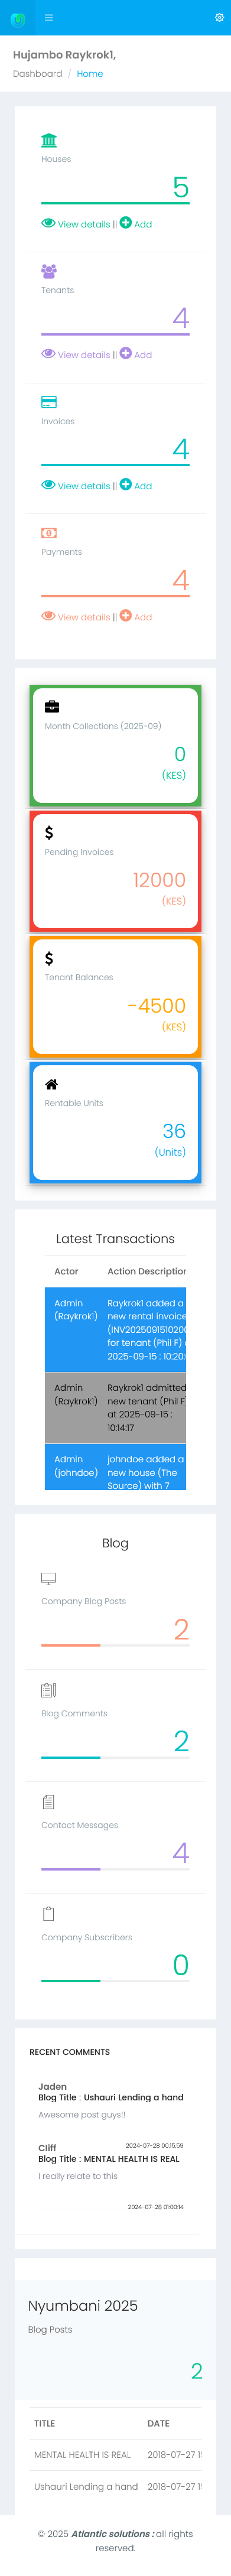 Hujambo Raykrok1,
Dashboard / Home
Houses
5
View details || Add
Tenants
4
View details || Add
Invoices
4
View details || Add
Payments
4
View details || Add
Month Collections (2025-09)
0
(KES)
Pending Invoices
12000
(KES)
Tenant Balances
-4500
(KES)
Rentable Units
36
(Units)
Latest Transactions
Actor Action Description
Admin Raykrok1 added a
(Raykrok1) new rental invoice
for tenant (Phil F)
2025-09-15 : 10:20:
Admin Raykrok1 admitted
(Raykrok1) new tenant (Phil F
at 2025-09-15 :
10:14:17
Admin johndoe added a
(johndoe) new house (The
Source) with 7
Blog
Company Blog Posts
2
Blog Comments
2
Contact Messages
4
Company Subscribers
0
RECENT COMMENTS
Jaden
Blog Title : Ushauri Lending a hand
Awesome post guys!!
2024-07-28 00:15:59
Cliff
Blog Title : MENTAL HEALTH IS REAL
I really relate to this
2024-07-28 01:00:14
Nyumbani 2025
Blog Posts
2
TITLE DATE
MENTAL HEALTH IS REAL 2018-07-27
Ushauri Lending a hand 2018-07-27
© 2025 Atlantic solutions : all rights
reserved.